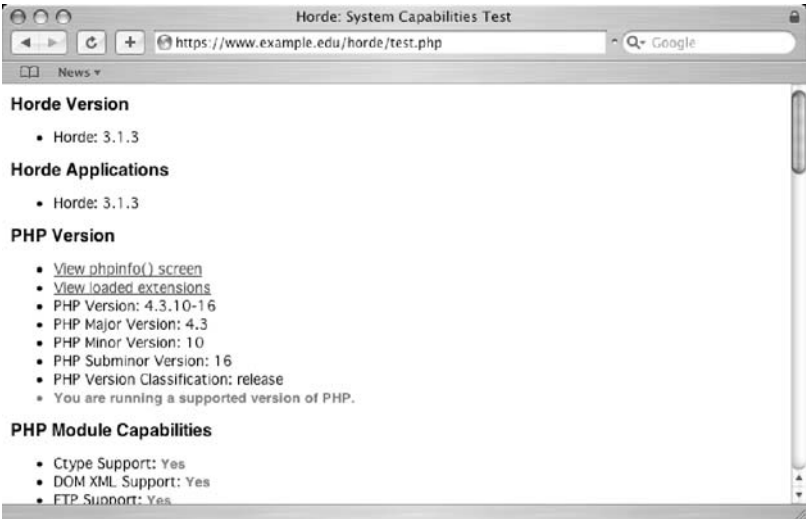 Horde: System Capabilities Test
https://www.example.edu/horde/test.php
Google
News
Horde Version
• Horde: 3.1.3
Horde Applications
• Horde: 3.1.3
PHP Version
• View phpinfo() screen
• View loaded extensions
• PHP Version: 4.3.10-16
• PHP Major Version: 4.3
• PHP Minor Version: 10
• PHP Subminor Version: 16
• PHP Version Classification: release
• You are running a supported version of PHP.
PHP Module Capabilities
• Ctype Support: Yes
• DOM XML Support: Yes
• FTP Support: Yes